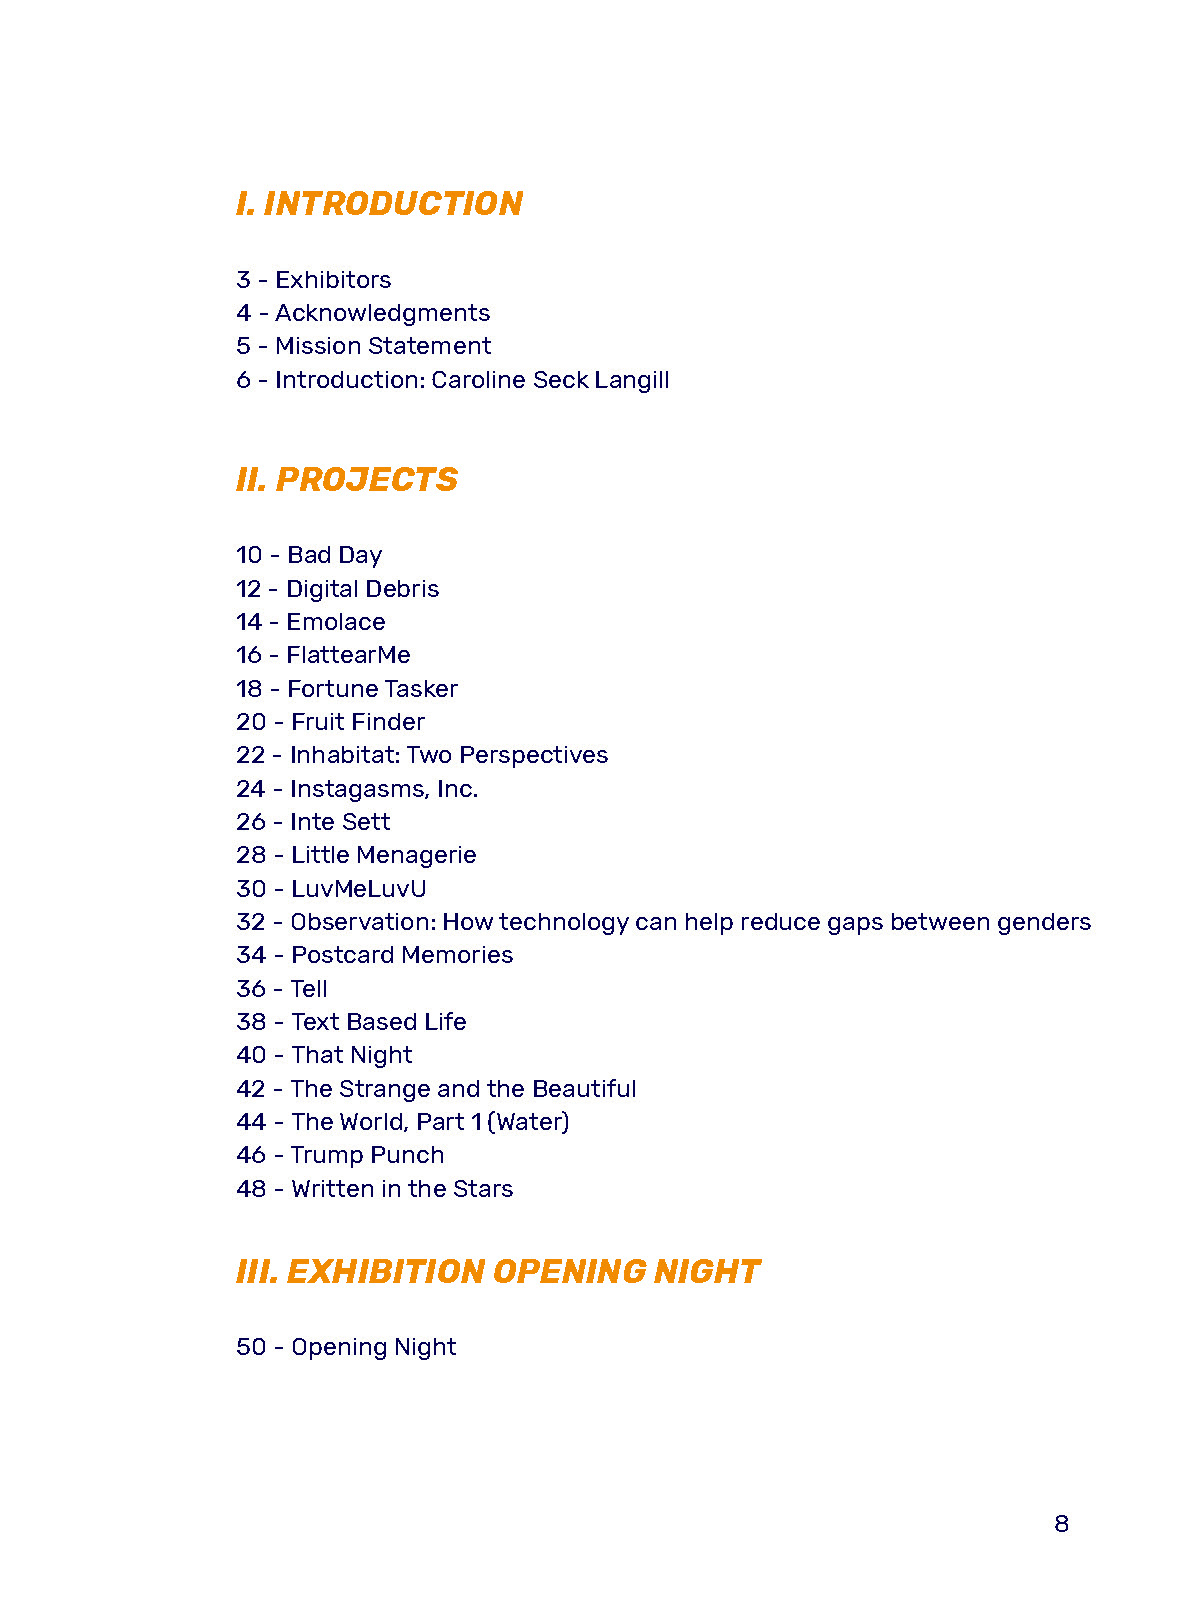 I. INTRODUCTION
3 - Exhibitors
4 - Acknowledgments
5 - Mission Statement
6 - Introduction: Caroline Seck Langill
II. PROJECTS
10 - Bad Day
12 - Digital Debris
14 - Emolace
16 - FlattearMe
18 - Fortune Tasker
20 - Fruit Finder
22 - Inhabitat: Two Perspectives
24 - Instagasms, Inc.
26 - Inte Sett
28 - Little Menagerie
30 - LuvMeLuvU
32 - Observation: How technology can help reduce gaps between genders
34 - Postcard Memories
36 - Tell
38 - Text Based Life
40 - That Night
42 - The Strange and the Beautiful
44 - The World, Part 1 (Water)
46 - Trump Punch
48 - Written in the Stars
III. EXHIBITION OPENING NIGHT
50 - Opening Night
8